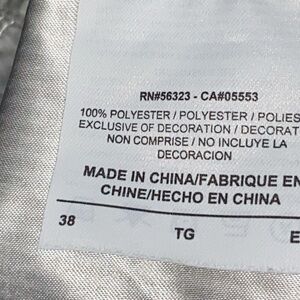 RN#56323 - CA#05553
100% POLYESTER / POLYESTER / POLIES
EXCLUSIVE OF DECORATION / DECORAT
NON COMPRISE / NO INCLUYE LA
DECORACION
MADE IN CHINA/FABRIQUE EN
CHINE/HECHO EN CHINA
38 TG E